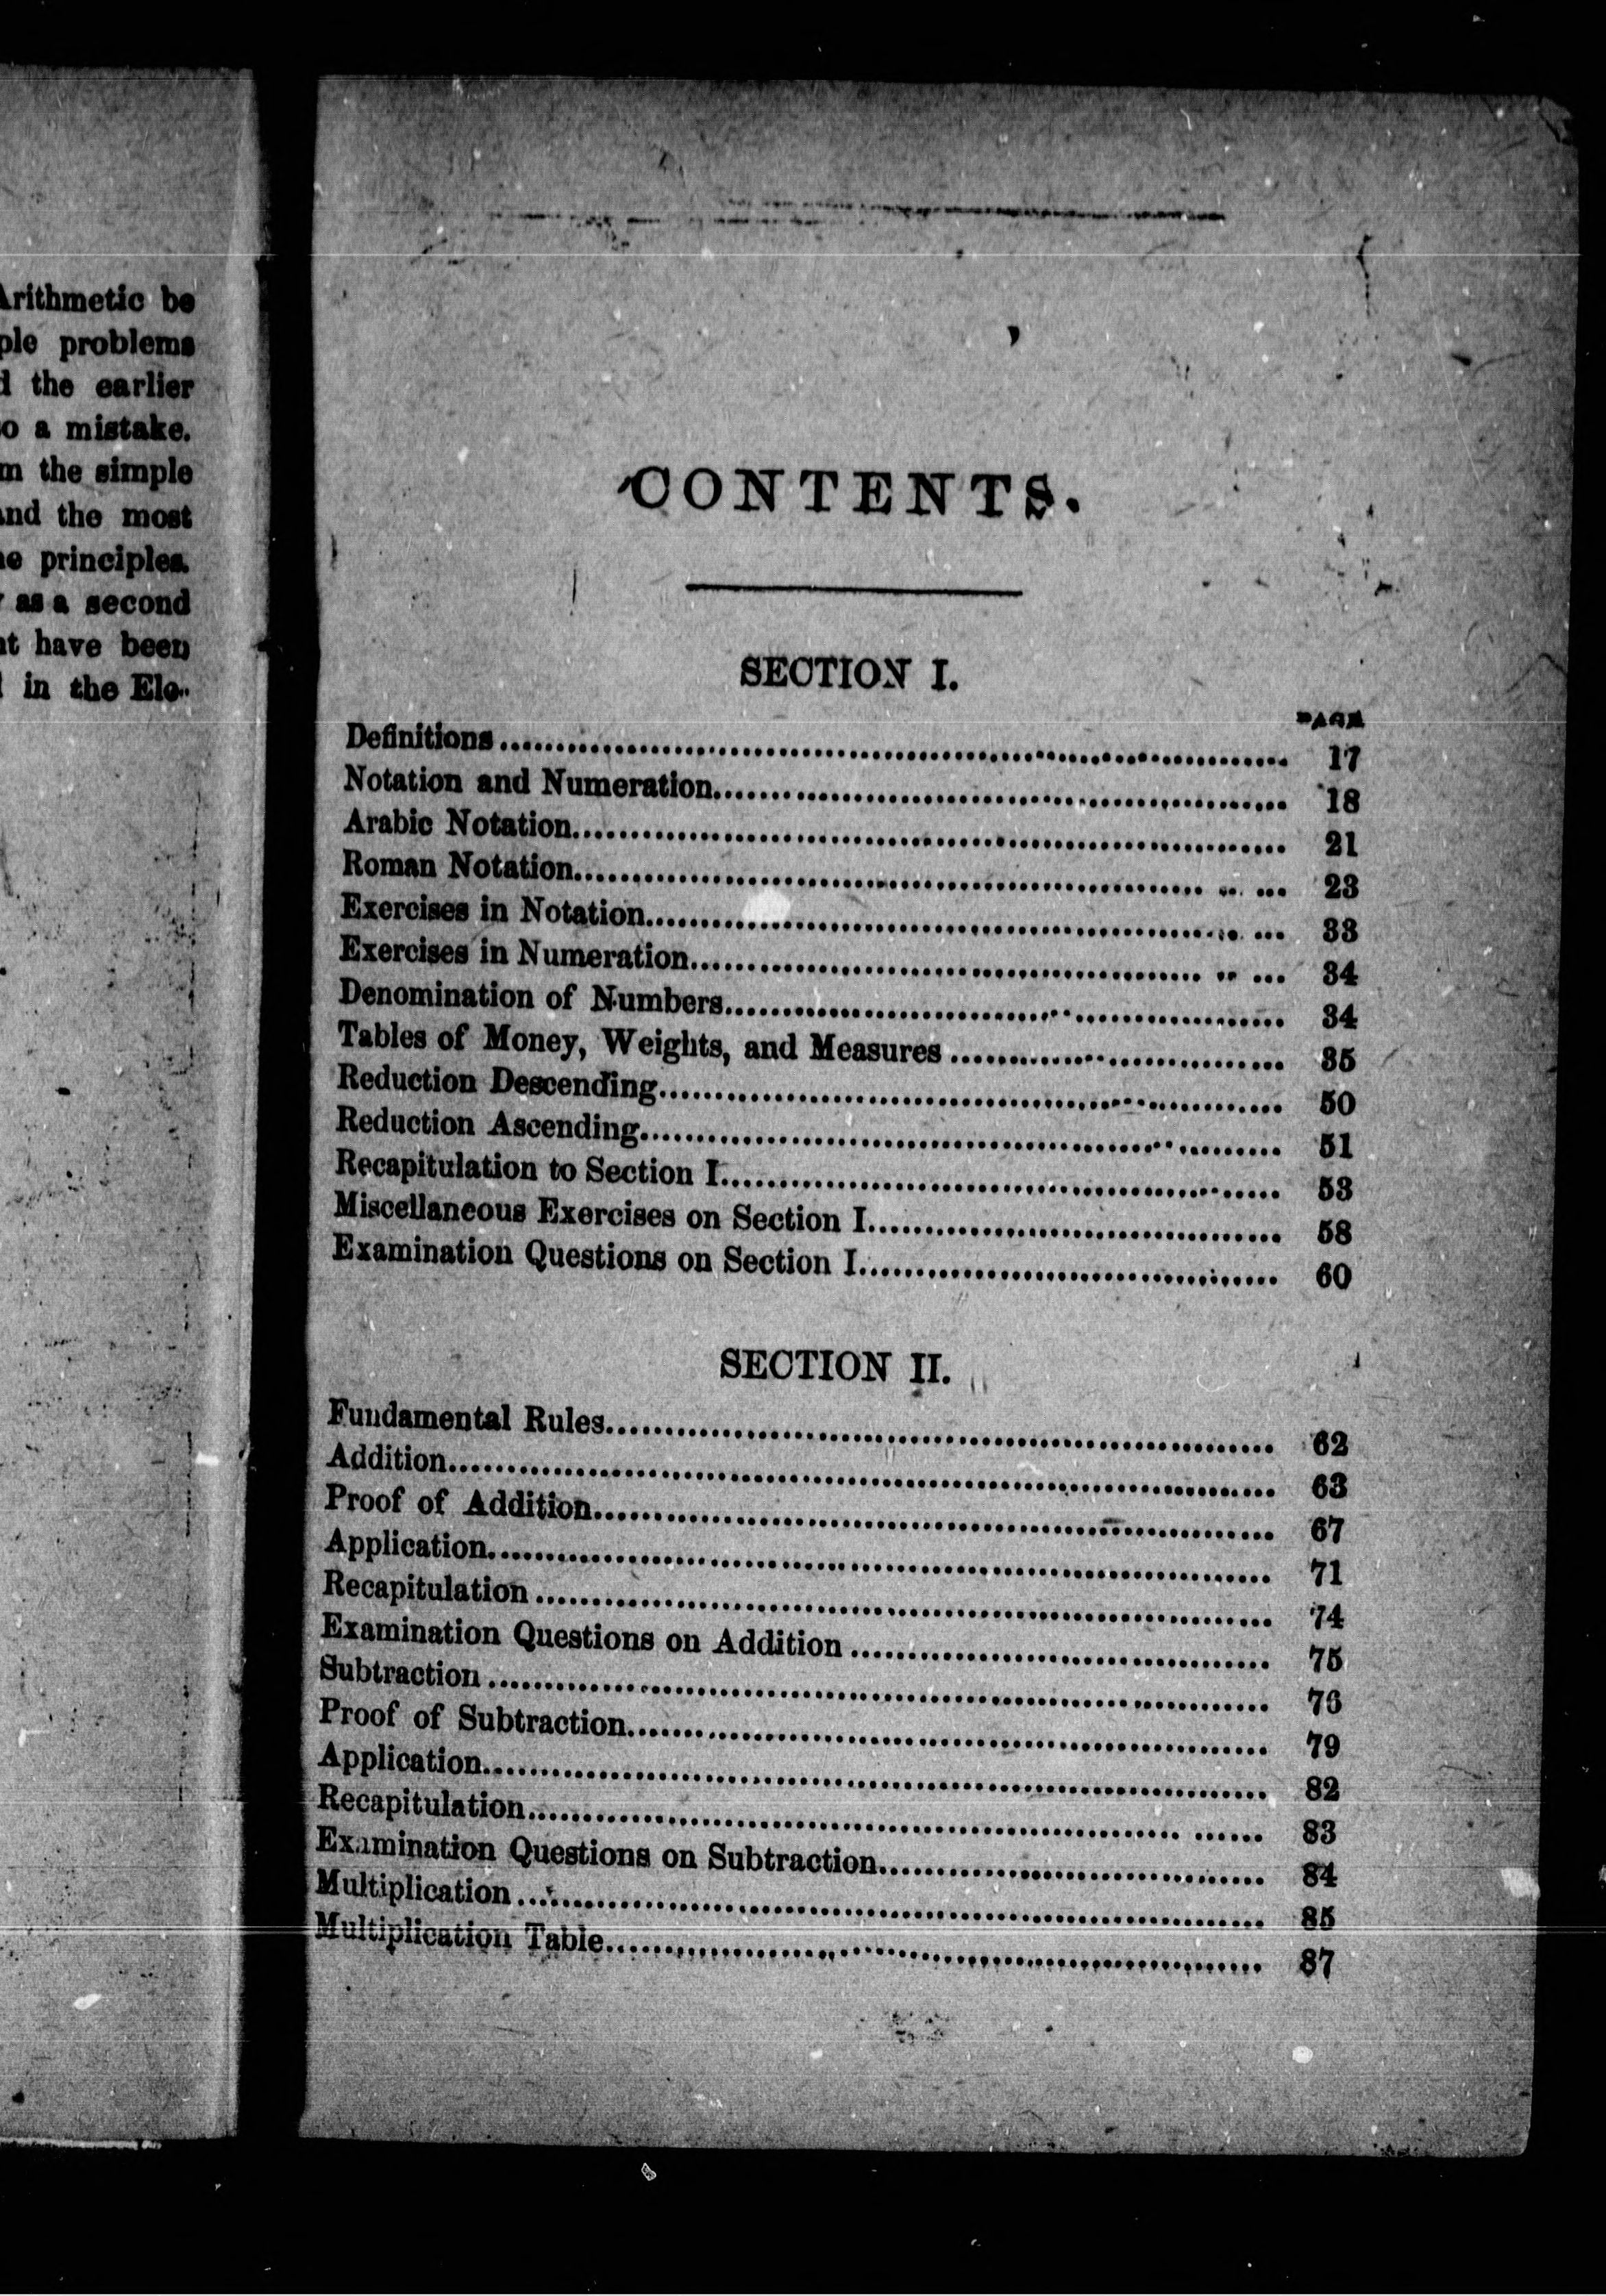 Arithmetic be
ple problems
d the earlier
so a mistake.
m the simple
and the most
he principles.
as a second
nt have been
in the Ele-
CONTENTS.
SECTION I.
PAGE
Definitions 17
Notation and Numeration 18
Arabic Notation 21
Roman Notation 23
Exercises in Notation 33
Exercises in Numeration 34
Denomination of Numbers 34
Tables of Money, Weights, and Measures 35
Reduction Descending 50
Reduction Ascending 51
Recapitulation to Section I 53
Miscellaneous Exercises on Section I 58
Examination Questions on Section I 60
SECTION II.
Fundamental Rules 62
Addition 63
Proof of Addition 67
Application 71
Recapitulation 74
Examination Questions on Addition 75
Subtraction 76
Proof of Subtraction 79
Application 82
Recapitulation 83
Examination Questions on Subtraction 84
Multiplication 85
Multiplication Table 87